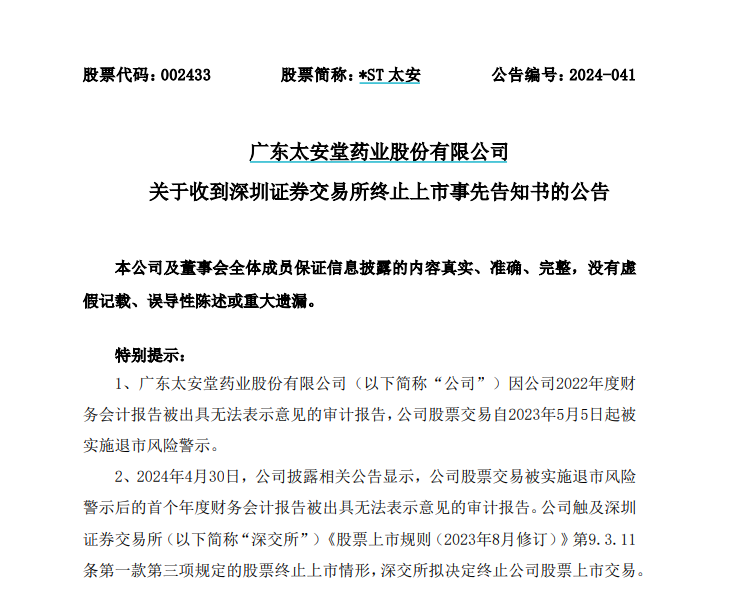 股票代码：002433 股票简称：*ST 太安 公告编号：2024-041
广东太安堂药业股份有限公司
关于收到深圳证券交易所终止上市事先告知书的公告
本公司及董事会全体成员保证信息披露的内容真实、准确、完整，没有虚
假记载、误导性陈述或重大遗漏。
特别提示：
1、广东太安堂药业股份有限公司（以下简称“公司”）因公司2022年度财
务会计报告被出具无法表示意见的审计报告，公司股票交易自2023年5月5日起被
实施退市风险警示。
2、2024年4月30日，公司披露相关公告显示，公司股票交易被实施退市风险
警示后的首个年度财务会计报告被出具无法表示意见的审计报告。公司触及深圳
证券交易所（以下简称“深交所”）《股票上市规则（2023年8月修订）》第9.3.11
条第一款第三项规定的股票终止上市情形，深交所拟决定终止公司股票上市交易。